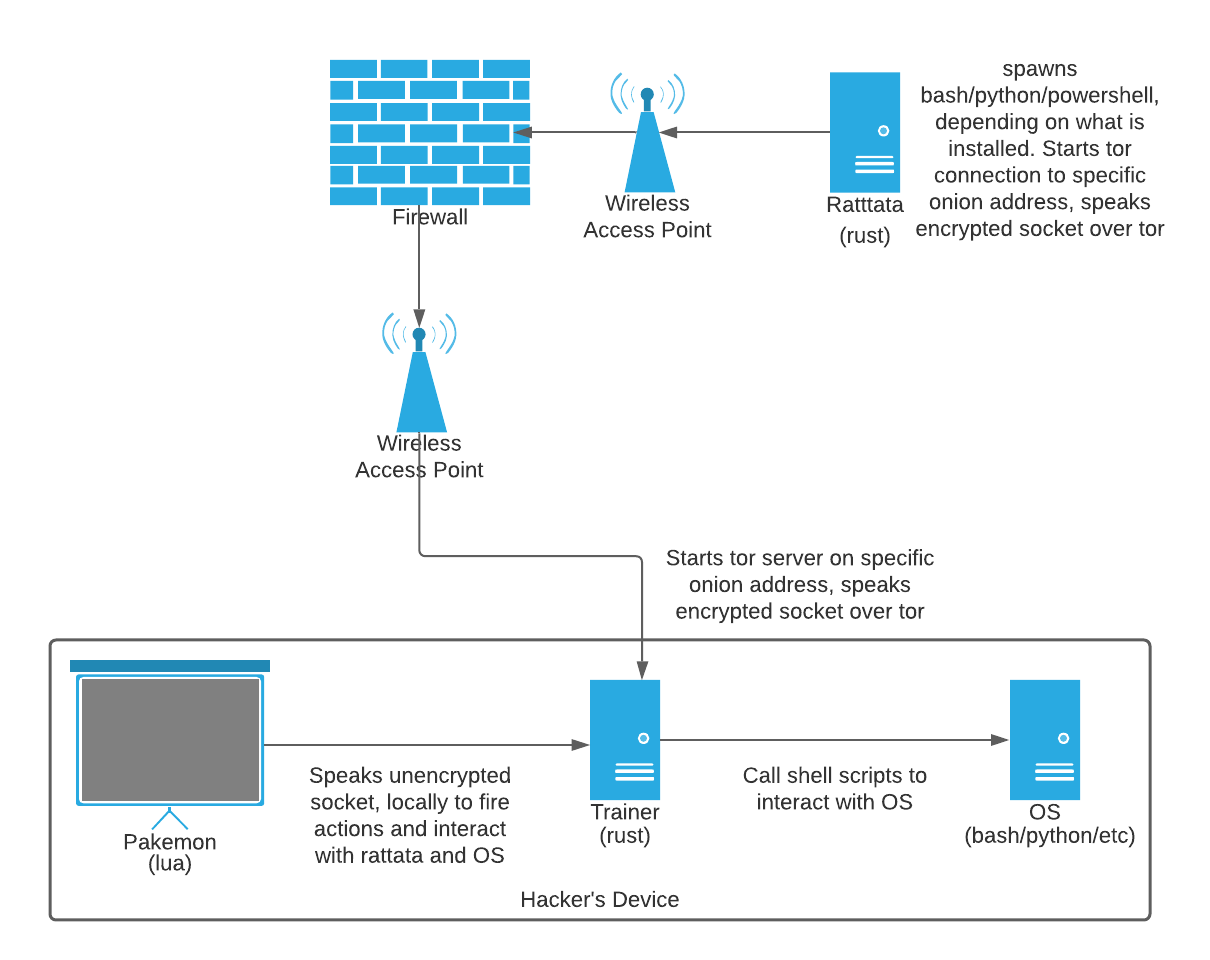 spawns
bash/python/powershell,
depending on what is
installed. Starts tor
connection to specific
onion address, speaks
encrypted socket over tor
Firewall
Wireless
Access Point
Ratttata
(rust)
Wireless
Access Point
Starts tor server on specific
onion address, speaks
encrypted socket over tor
Speaks unencrypted
socket, locally to fire
actions and interact
with rattata and OS
Call shell scripts to
interact with OS
Pakemon
(lua)
Trainer
(rust)
OS
(bash/python/etc)
Hacker's Device